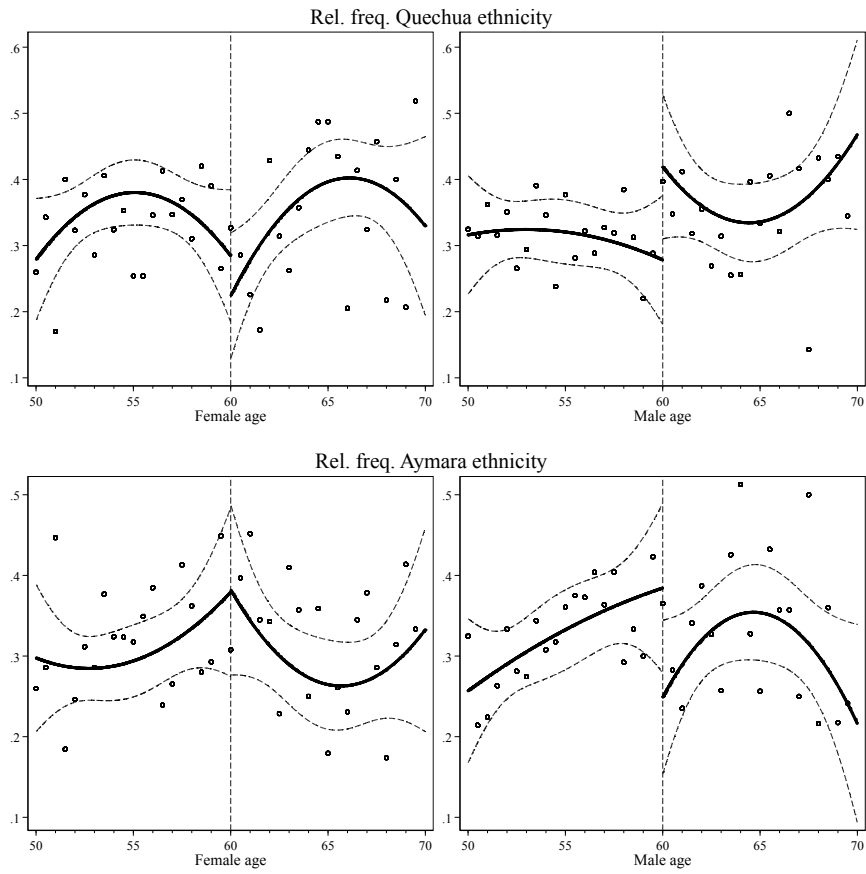 Rel. freq. Quechua ethnicity
.6
.5
.4
.3
.2
.1
50 55 60 65 70
Female age
.6
.5
.4
.3
.2
.1
50 55 60 65 70
Male age
Rel. freq. Aymara ethnicity
.5
.4
.3
.2
.1
50 55 60 65 70
Female age
.5
.4
.3
.2
.1
50 55 60 65 70
Male age